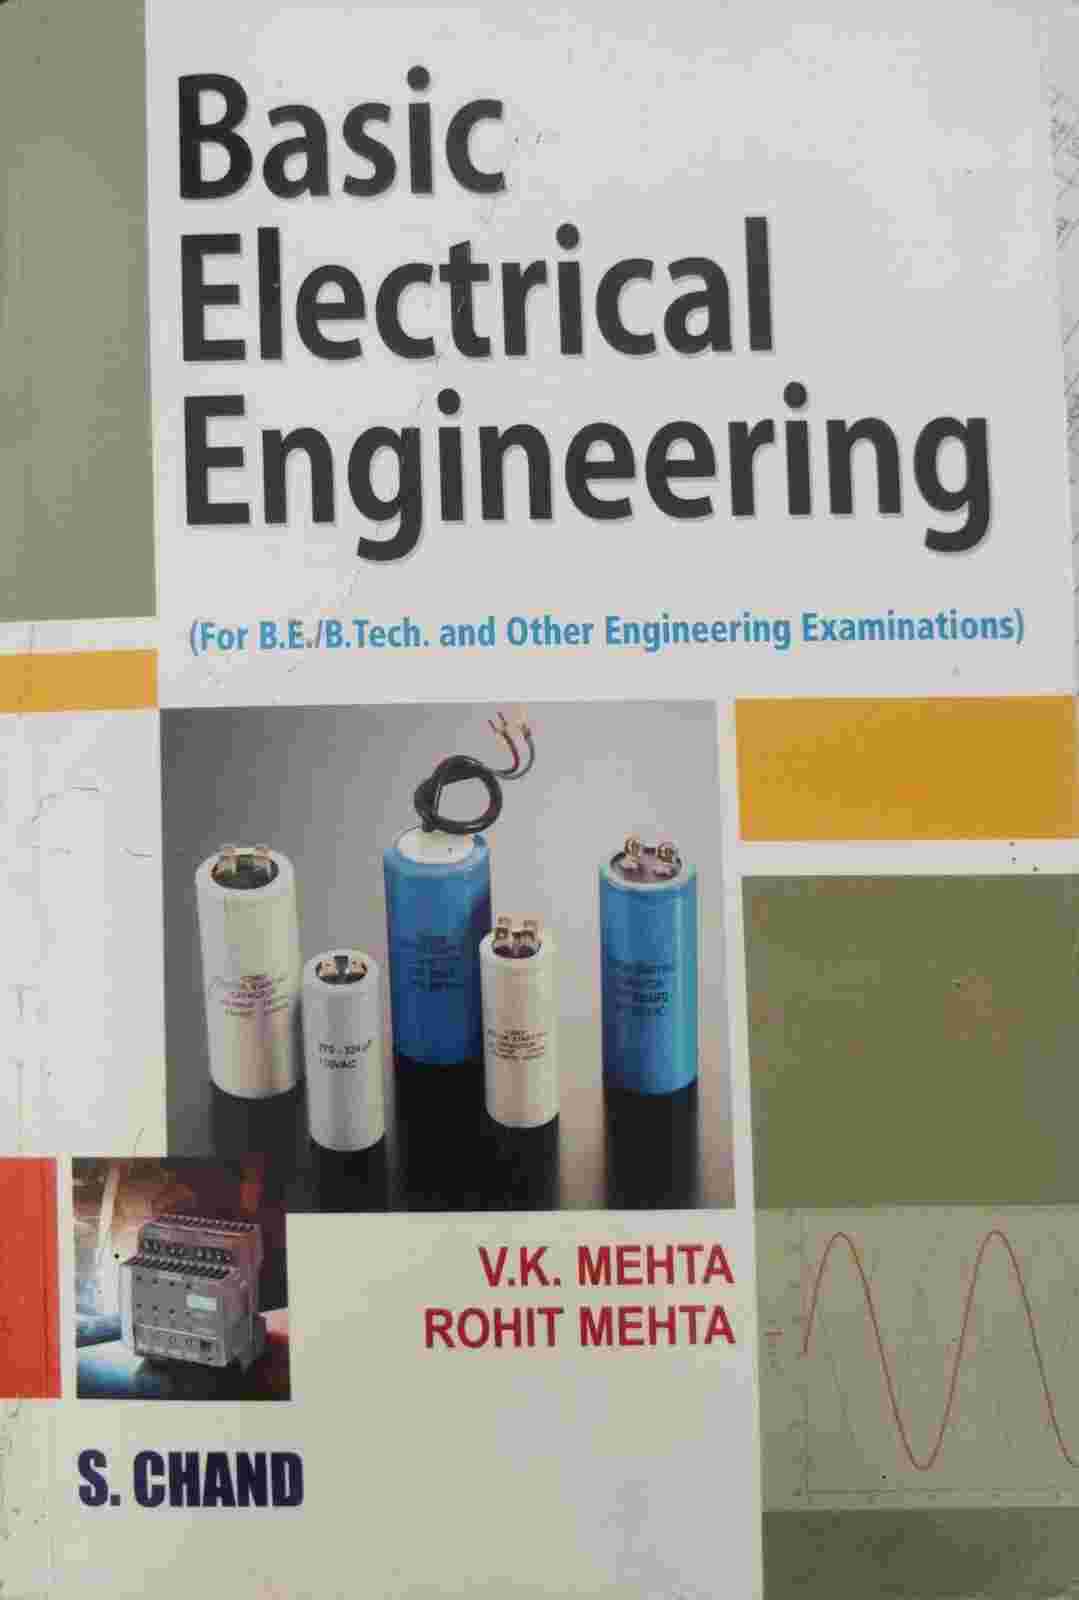 Basic
Electrical
Engineering
(For B.E./B.Tech. and Other Engineering Examinations)
V.K. MEHTA
ROHIT MEHTA
S. CHAND